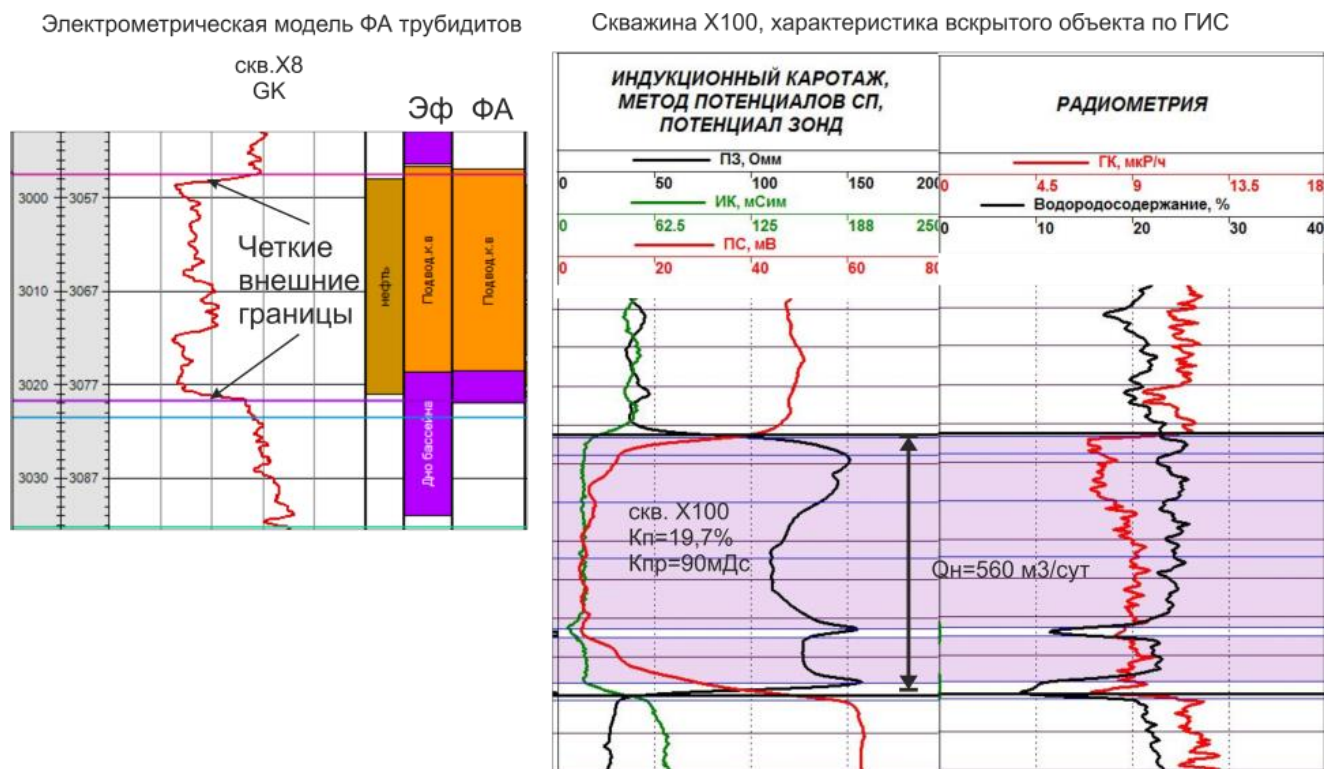 Электрометрическая модель ФА трубидитов
скв.X8
GK
Эф ФА
3000 3057
3010 3067
3020 3077
3030 3087
Четкие
внешние
границы
нефть
Подвод.к.в
Подвод.к.в
Дно бассейна
Скважина X100, характеристика вскрытого объекта по ГИС
ИНДУКЦИОННЫЙ КАРОТАЖ,
МЕТОД ПОТЕНЦИАЛОВ СП,
ПОТЕНЦИАЛ ЗОНД
ПЗ, Омм
0 50 100 150 200
ИК, мСим
0 62.5 125 188 250
ПС, мВ
0 20 40 60 80
РАДИОМЕТРИЯ
ГК, мкР/ч
0 4.5 9 13.5 18
Водородосодержание, %
0 10 20 30 40
скв. X100
Кп=19,7%
Кпр=90мДс
Qн=560 м3/сут